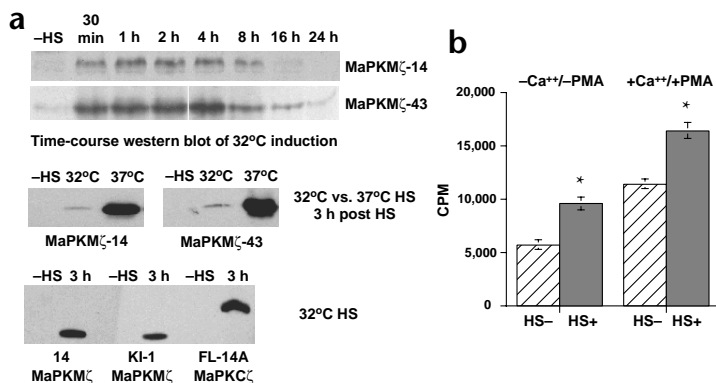 a
–HS 30 min 1 h 2 h 4 h 8 h 16 h 24 h
MaPKMζ-14
MaPKMζ-43
Time-course western blot of 32ºC induction
–HS 32ºC 37ºC –HS 32ºC 37ºC
32ºC vs. 37ºC HS
3 h post HS
MaPKMζ-14 MaPKMζ-43
–HS 3 h –HS 3 h –HS 3 h
32ºC HS
14 KI-1 FL-14A
MaPKMζ MaPKMζ MaPKCζ
b
–Ca⁺⁺/–PMA +Ca⁺⁺/+PMA
20,000
15,000
10,000
5,000
0
CPM
* *
HS– HS+ HS– HS+